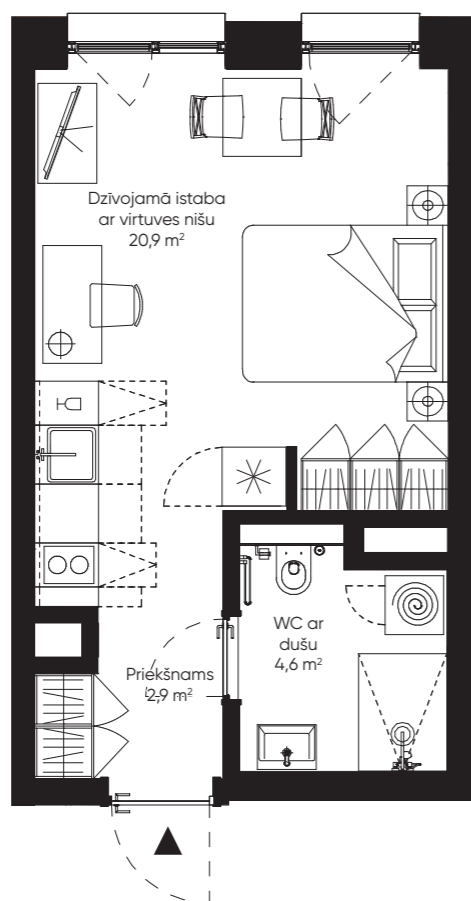 Dzīvojamā istaba
ar virtuves nišu
20,9 m²
WC ar
dušu
4,6 m²
Priekšnams
2,9 m²